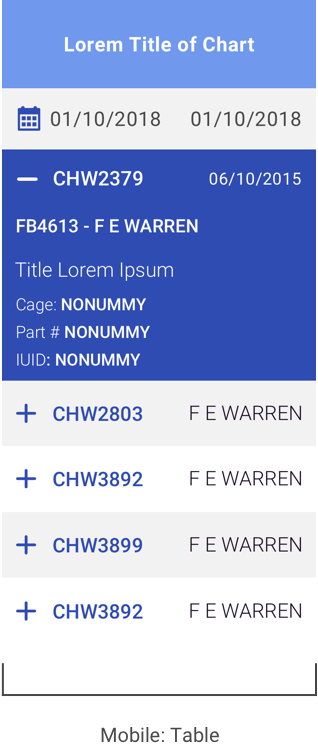 Lorem Title of Chart
01/10/2018 01/10/2018
CHW2379 06/10/2015
FB4613 - F E WARREN
Title Lorem Ipsum
Cage: NONUMMY
Part # NONUMMY
IUID: NONUMMY
CHW2803 F E WARREN
CHW3892 F E WARREN
CHW3899 F E WARREN
CHW3892 F E WARREN
Mobile: Table